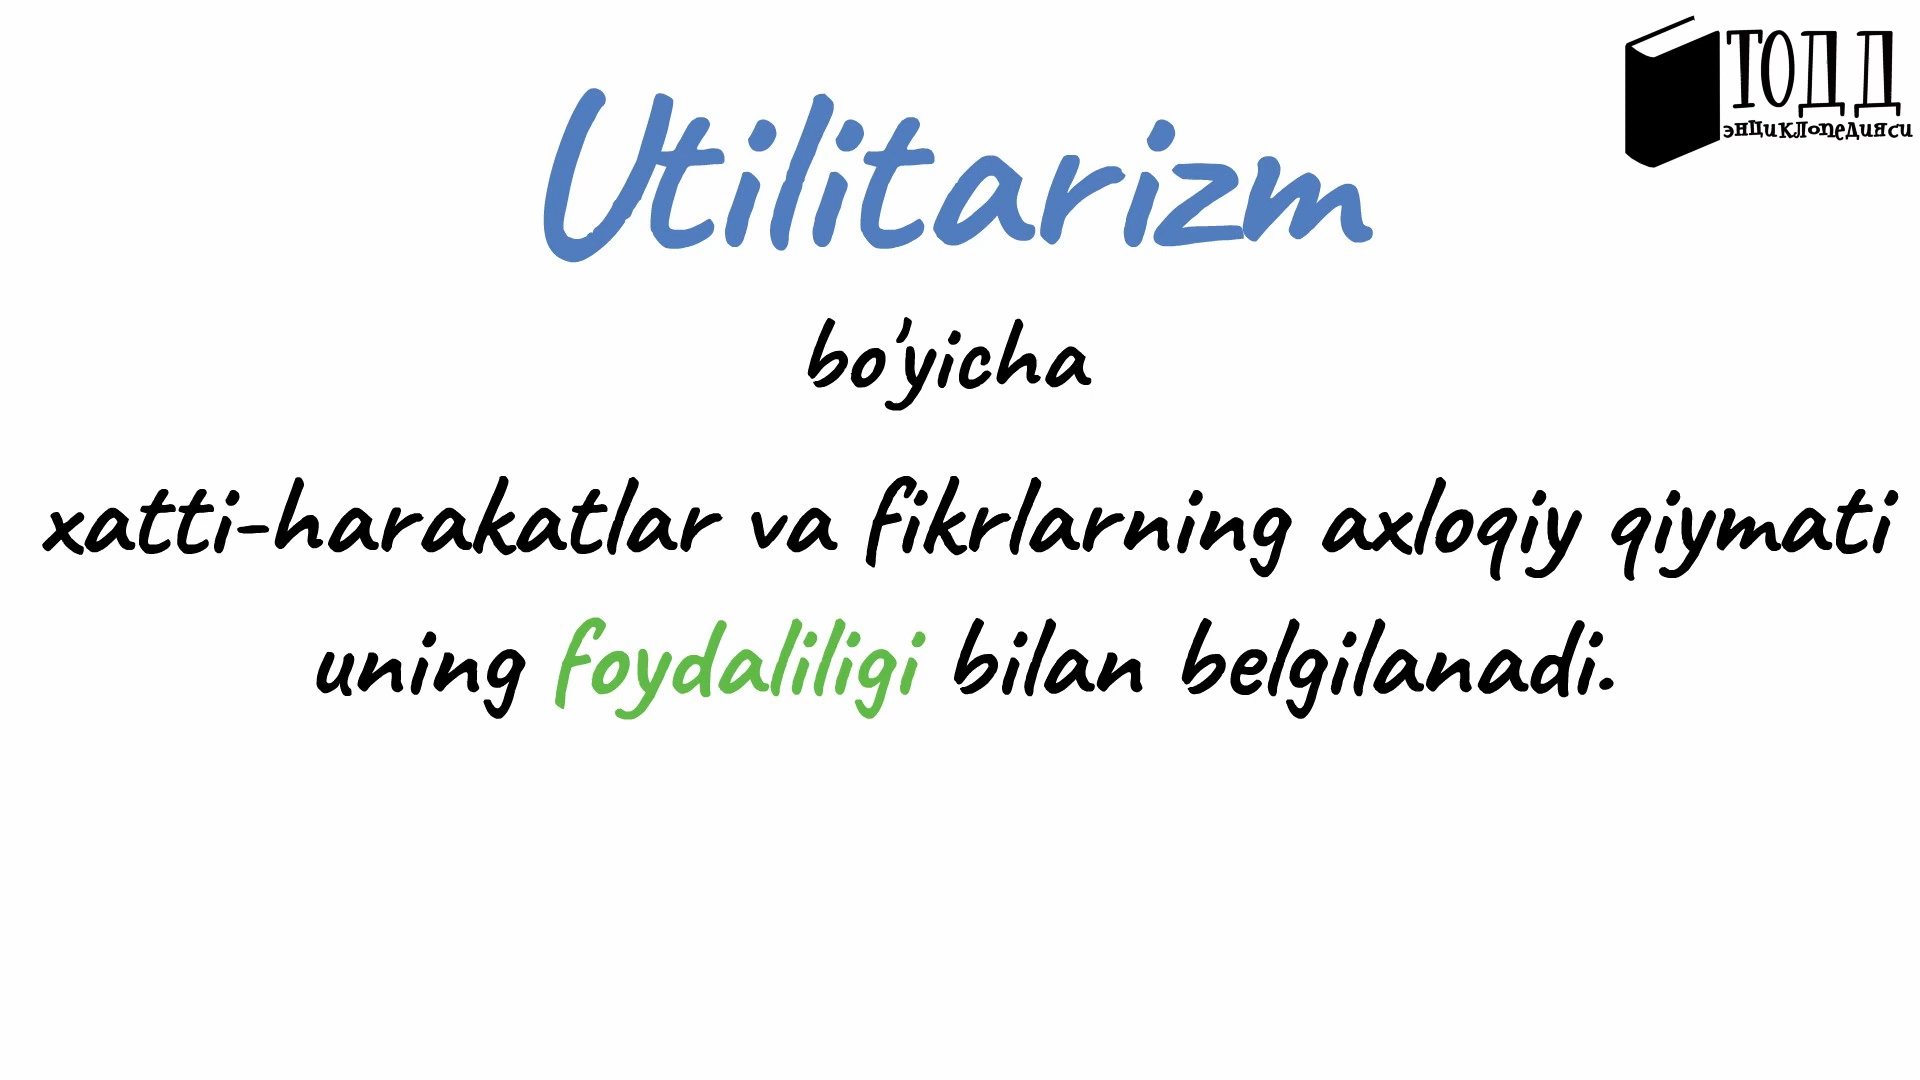 ТОДД
энциклопедияси
Utilitarizm
bo'yicha
xatti-harakatlar va fikrlarning axloqiy qiymati
uning foydaliligi bilan belgilanadi.